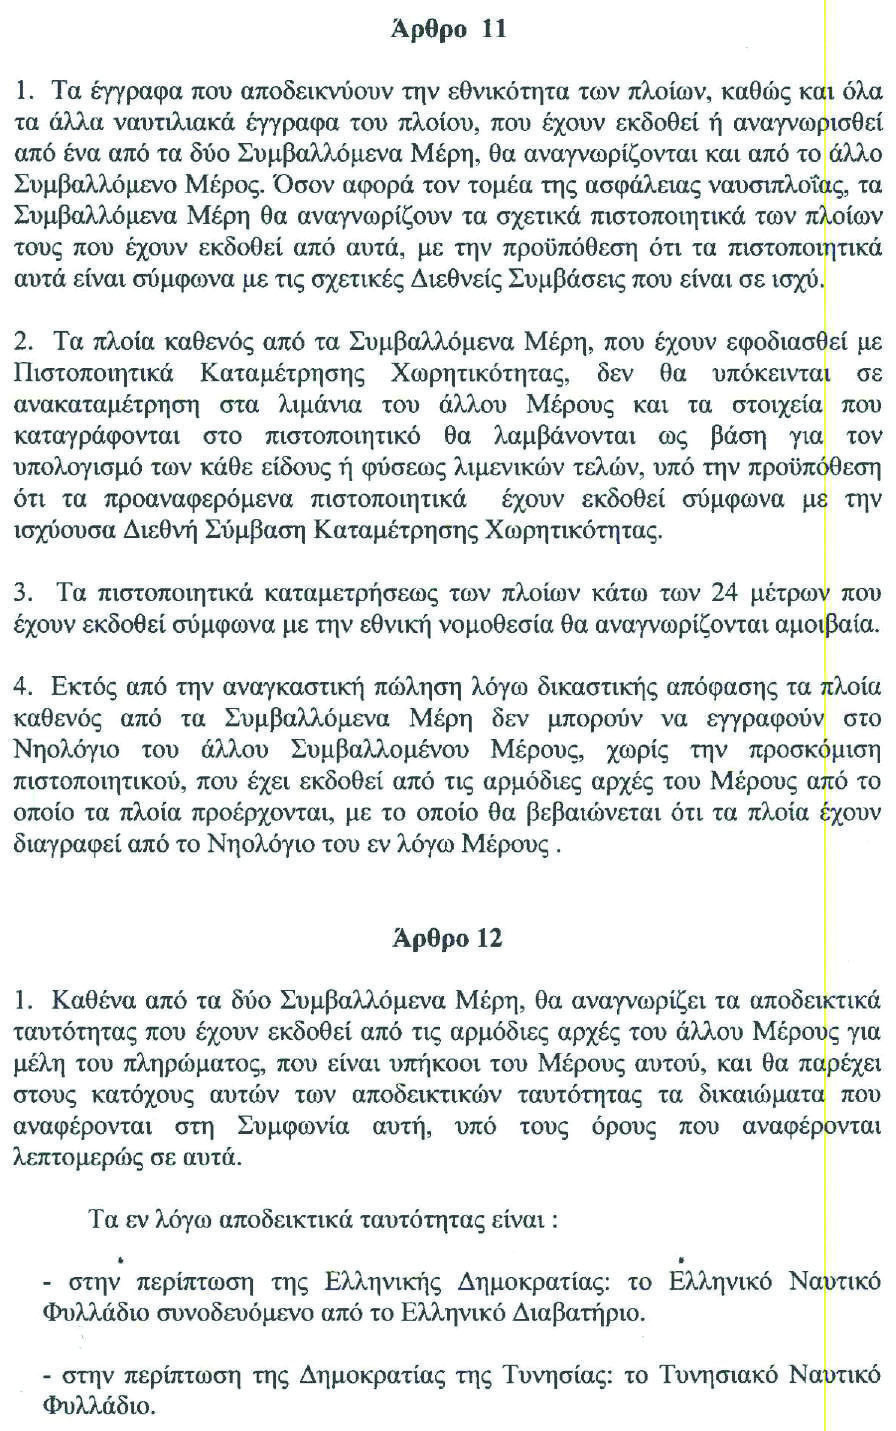 Άρθρο 11
1. Τα έγγραφα που αποδεικνύουν την εθνικότητα των πλοίων, καθώς και όλα
τα άλλα ναυτιλιακά έγγραφα του πλοίου, που έχουν εκδοθεί ή αναγνωρισθεί
από ένα από τα δύο Συμβαλλόμενα Μέρη, θα αναγνωρίζονται και από το άλλο
Συμβαλλόμενο Μέρος. Όσον αφορά τον τομέα της ασφάλειας ναυσιπλοΐας, τα
Συμβαλλόμενα Μέρη θα αναγνωρίζουν τα σχετικά πιστοποιητικά των πλοίων
τους που έχουν εκδοθεί από αυτά, με την προϋπόθεση ότι τα πιστοποιητικά
αυτά είναι σύμφωνα με τις σχετικές Διεθνείς Συμβάσεις που είναι σε ισχύ.
2. Τα πλοία καθενός από τα Συμβαλλόμενα Μέρη, που έχουν εφοδιασθεί με
Πιστοποιητικά Καταμέτρησης Χωρητικότητας, δεν θα υπόκεινται σε
ανακαταμέτρηση στα λιμάνια του άλλου Μέρους και τα στοιχεία που
καταγράφονται στο πιστοποιητικό θα λαμβάνονται ως βάση για τον
υπολογισμό των κάθε είδους ή φύσεως λιμενικών τελών, υπό την προϋπόθεση
ότι τα προαναφερόμενα πιστοποιητικά έχουν εκδοθεί σύμφωνα με την
ισχύουσα Διεθνή Σύμβαση Καταμέτρησης Χωρητικότητας.
3. Τα πιστοποιητικά καταμετρήσεως των πλοίων κάτω των 24 μέτρων που
έχουν εκδοθεί σύμφωνα με την εθνική νομοθεσία θα αναγνωρίζονται αμοιβαία.
4. Εκτός από την αναγκαστική πώληση λόγω δικαστικής απόφασης τα πλοία
καθενός από τα Συμβαλλόμενα Μέρη δεν μπορούν να εγγραφούν στο
Νηολόγιο του άλλου Συμβαλλομένου Μέρους, χωρίς την προσκόμιση
πιστοποιητικού, που έχει εκδοθεί από τις αρμόδιες αρχές του Μέρους από το
οποίο τα πλοία προέρχονται, με το οποίο θα βεβαιώνεται ότι τα πλοία έχουν
διαγραφεί από το Νηολόγιο του εν λόγω Μέρους .
Άρθρο 12
1. Καθένα από τα δύο Συμβαλλόμενα Μέρη, θα αναγνωρίζει τα αποδεικτικά
ταυτότητας που έχουν εκδοθεί από τις αρμόδιες αρχές του άλλου Μέρους για
μέλη του πληρώματος, που είναι υπήκοοι του Μέρους αυτού, και θα παρέχει
στους κατόχους αυτών των αποδεικτικών ταυτότητας τα δικαιώματα που
αναφέρονται στη Συμφωνία αυτή, υπό τους όρους που αναφέρονται
λεπτομερώς σε αυτά.
Τα εν λόγω αποδεικτικά ταυτότητας είναι :
- στην περίπτωση της Ελληνικής Δημοκρατίας: το Ελληνικό Ναυτικό
Φυλλάδιο συνοδευόμενο από το Ελληνικό Διαβατήριο.
- στην περίπτωση της Δημοκρατίας της Τυνησίας: το Τυνησιακό Ναυτικό
Φυλλάδιο.